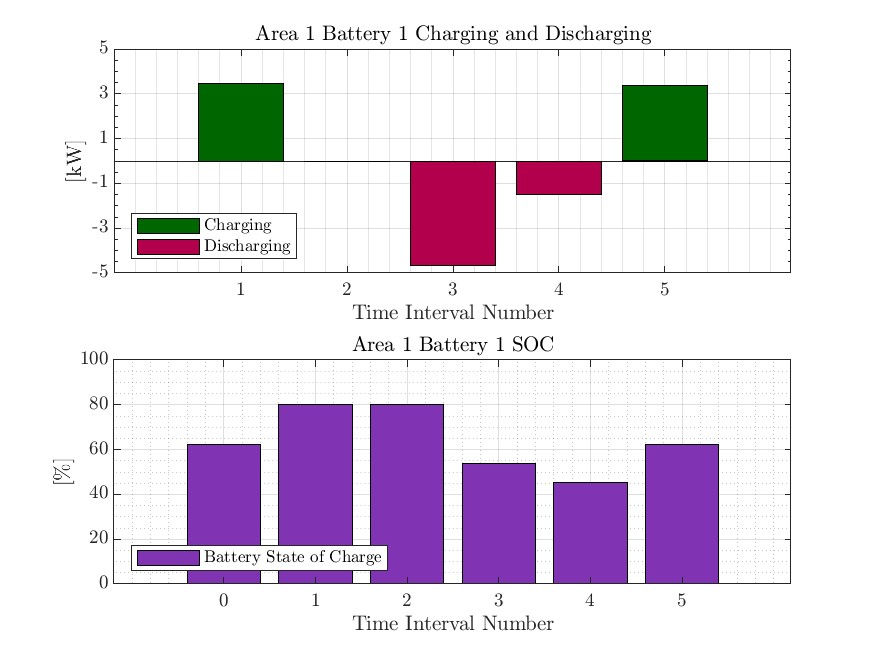 Area 1 Battery 1 Charging and Discharging
5
3
1
-1
-3
-5
[kW]
Charging
Discharging
1 2 3 4 5
Time Interval Number
Area 1 Battery 1 SOC
100
80
60
40
20
0
[%]
Battery State of Charge
0 1 2 3 4 5
Time Interval Number